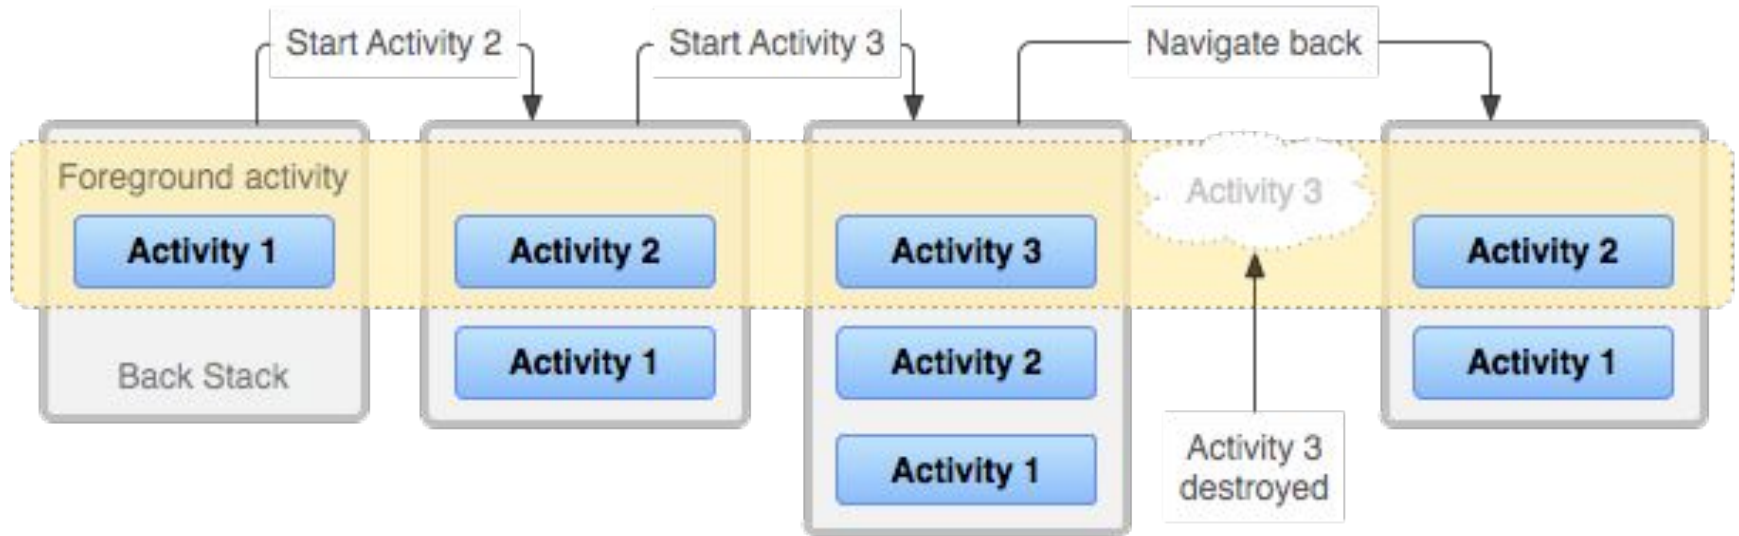 Start Activity 2
Start Activity 3
Navigate back
Foreground activity
Activity 3
Activity 1
Activity 2
Activity 3
Activity 2
Back Stack
Activity 1
Activity 2
Activity 1
Activity 1
Activity 3
destroyed